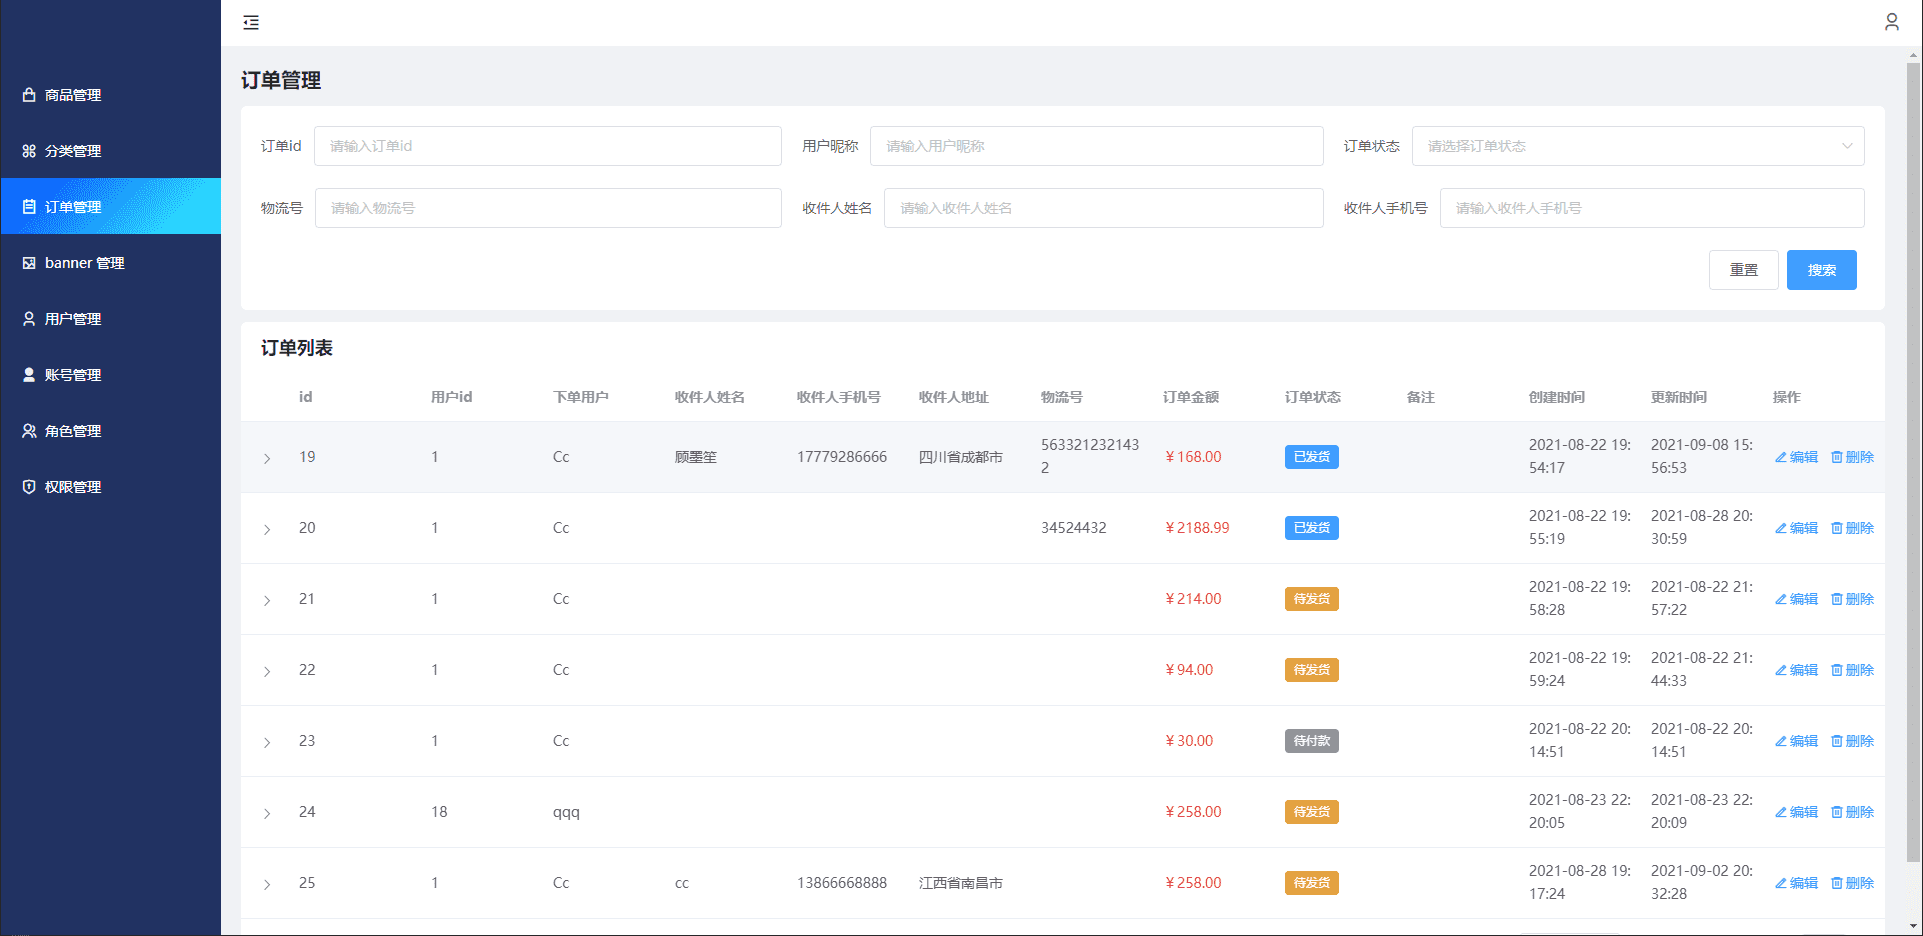 商品管理
分类管理
订单管理
banner 管理
用户管理
账号管理
角色管理
权限管理
订单管理
订单id 请输入订单id 用户昵称 请输入用户昵称 订单状态 请选择订单状态
物流号 请输入物流号 收件人姓名 请输入收件人姓名 收件人手机号 请输入收件人手机号
重置 搜索
订单列表
id 用户id 下单用户 收件人姓名 收件人手机号 收件人地址 物流号 订单金额 订单状态 备注 创建时间 更新时间 操作
19 1 Cc 顾墨笙 17779286666 四川省成都市 563321232143 ¥168.00 已发货 2021-08-22 19: 2021-09-08 15: 编辑 删除
2 54:17 56:53
20 1 Cc 34524432 ¥2188.99 已发货 2021-08-22 19: 2021-08-28 20: 编辑 删除
55:19 30:59
21 1 Cc ¥214.00 待发货 2021-08-22 19: 2021-08-22 21: 编辑 删除
58:28 57:22
22 1 Cc ¥94.00 待发货 2021-08-22 19: 2021-08-22 21: 编辑 删除
59:24 44:33
23 1 Cc ¥30.00 待付款 2021-08-22 20: 2021-08-22 20: 编辑 删除
14:51 14:51
24 18 qqq ¥258.00 待发货 2021-08-23 22: 2021-08-23 22: 编辑 删除
20:05 20:09
25 1 Cc cc 13866668888 江西省南昌市 ¥258.00 待发货 2021-08-28 19: 2021-09-02 20: 编辑 删除
17:24 32:28